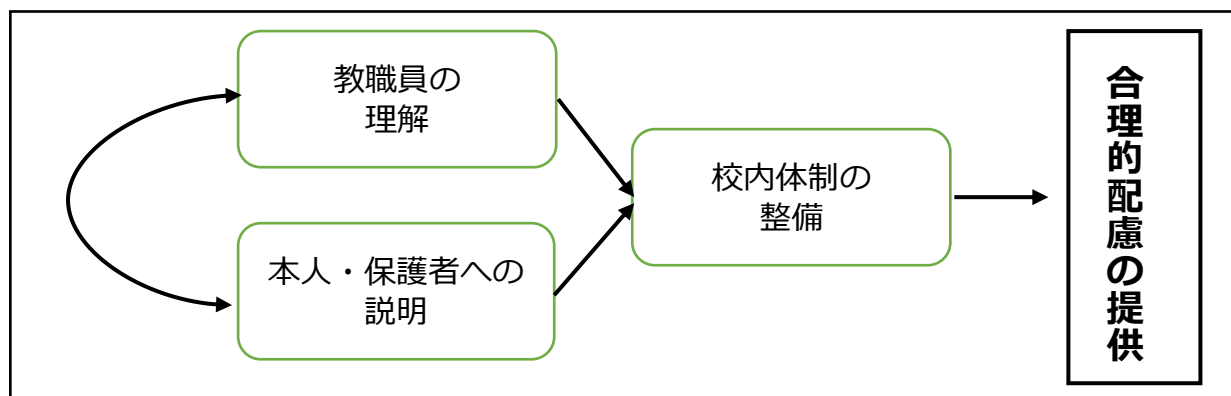 教職員の
理解
本人・保護者への
説明
校内体制の
整備
合理的配慮の提供